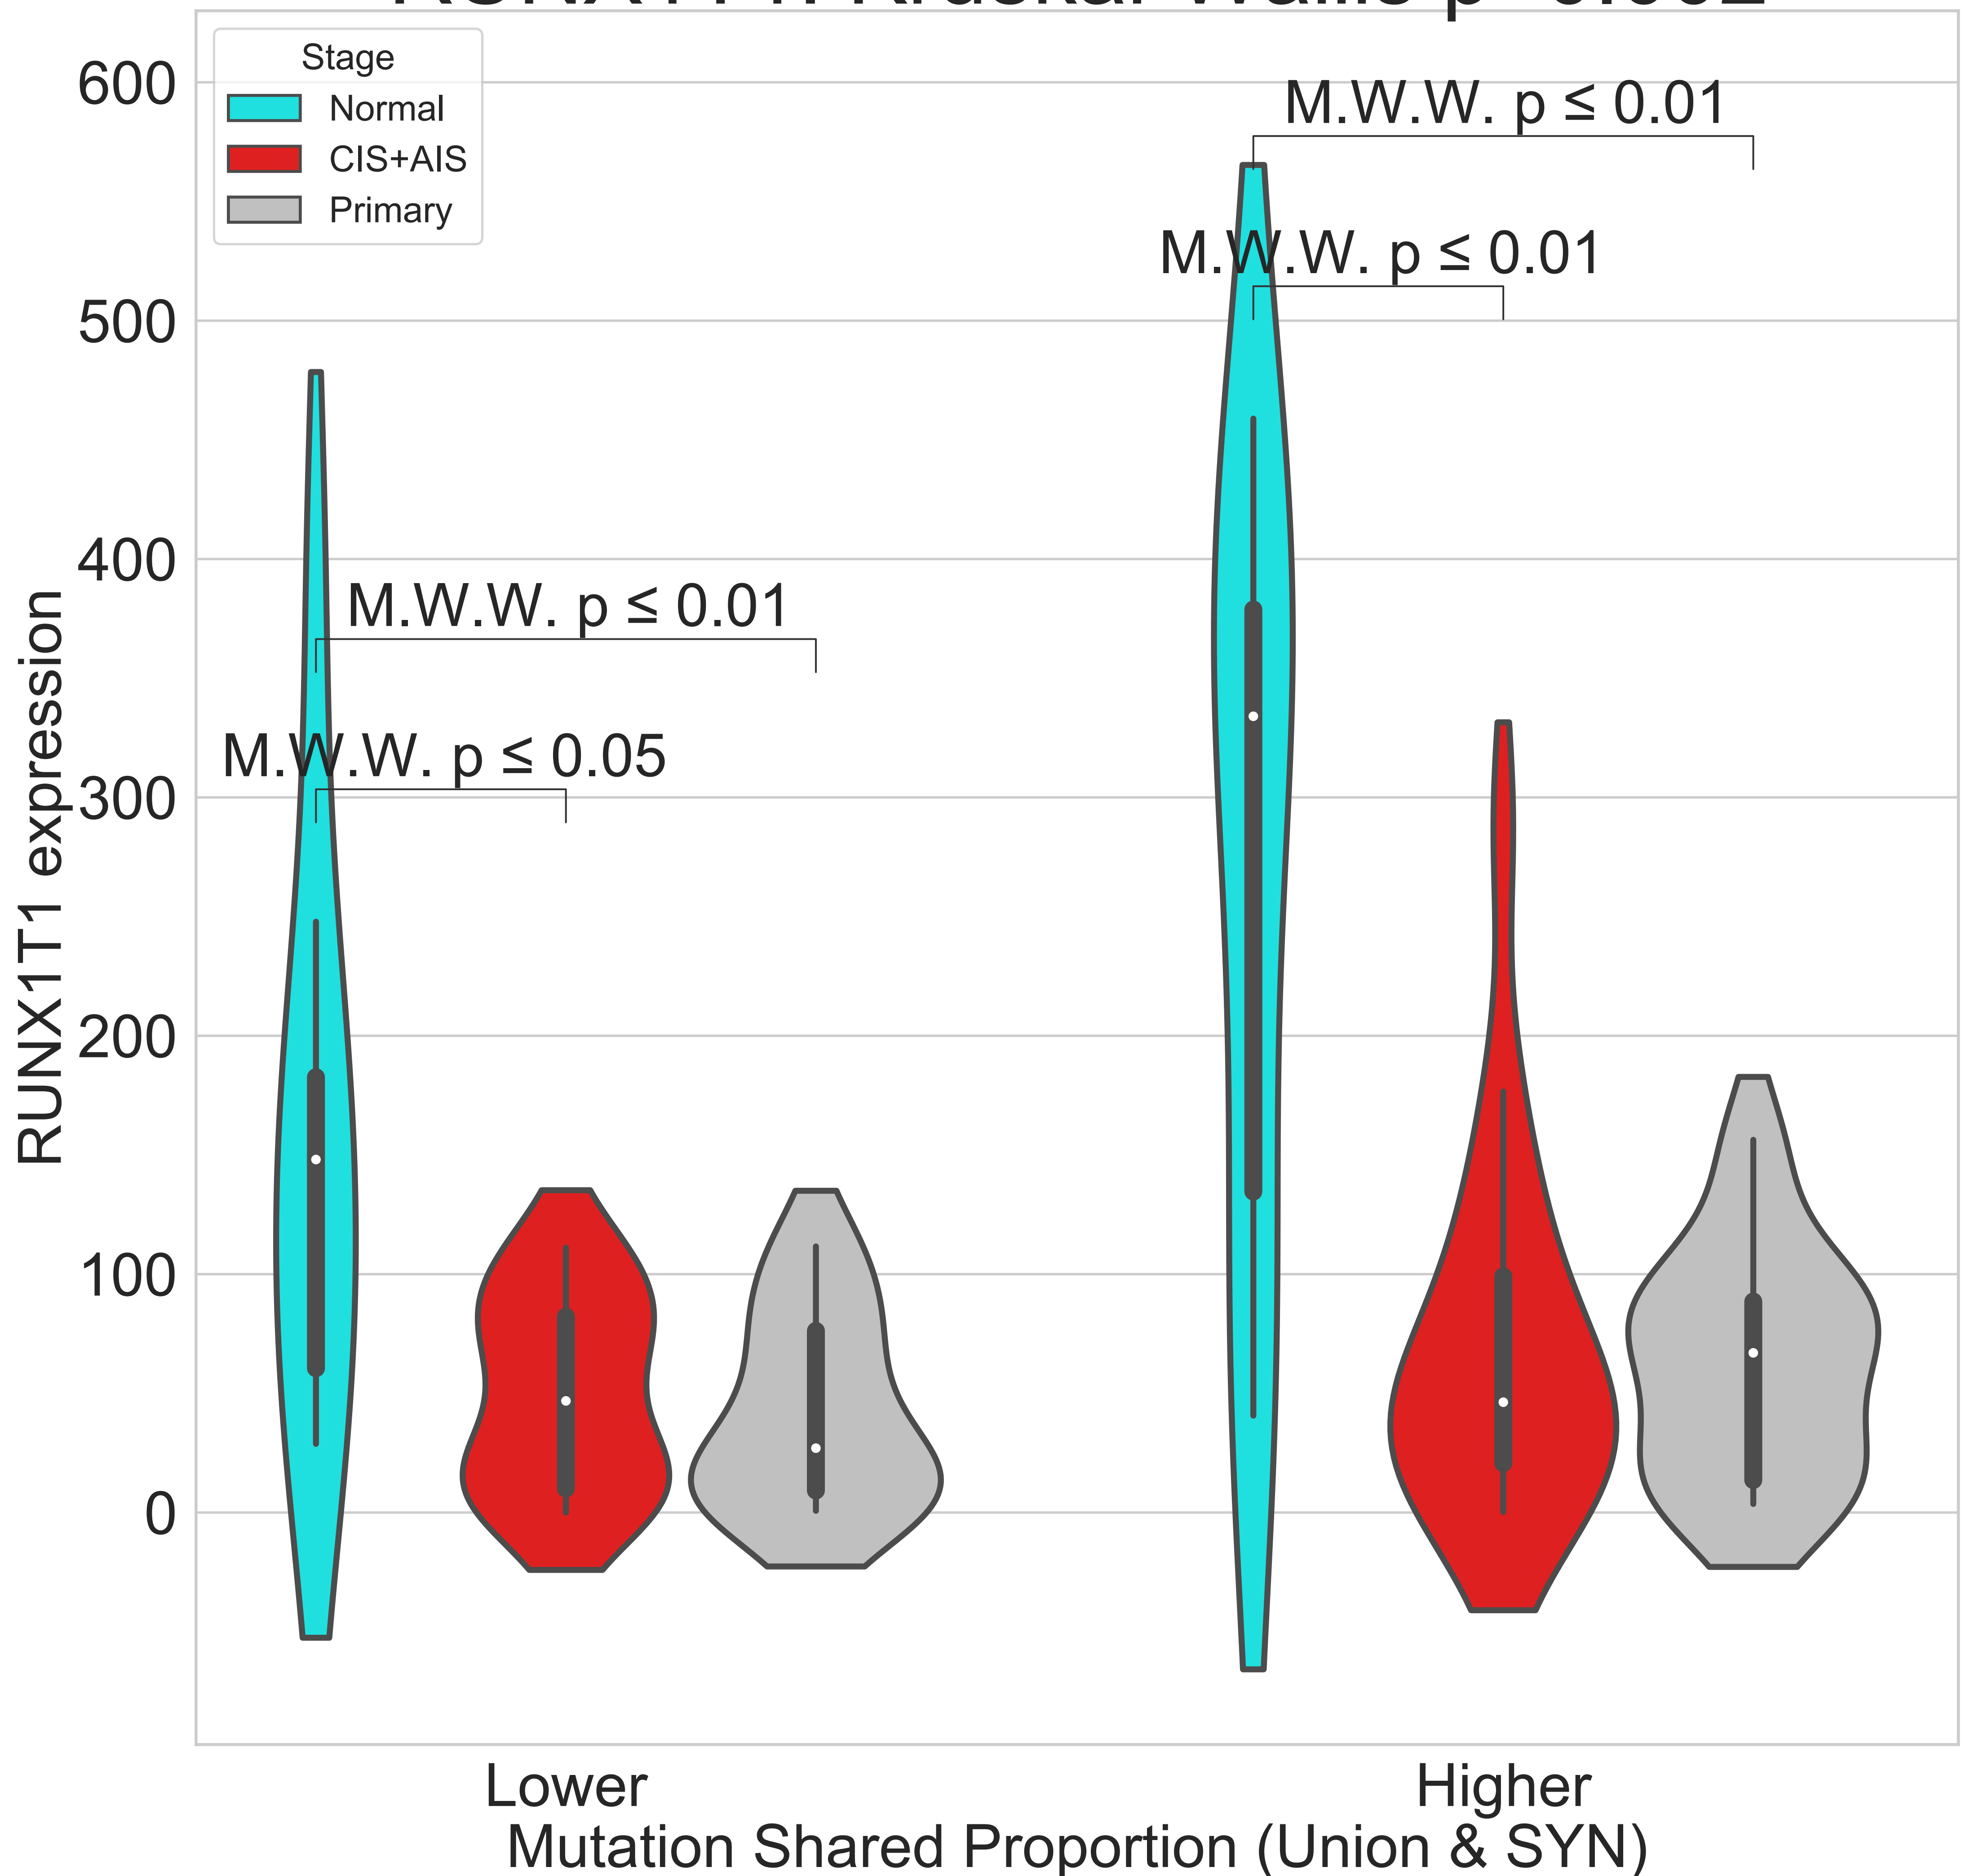 Stage
Normal
CIS+AIS
Primary
600
500
400
300
200
100
0
RUNX1T1 expression
M.W.W. p ≤ 0.01
M.W.W. p ≤ 0.01
M.W.W. p ≤ 0.01
M.W.W. p ≤ 0.05
Lower
Higher
Mutation Shared Proportion (Union & SYN)